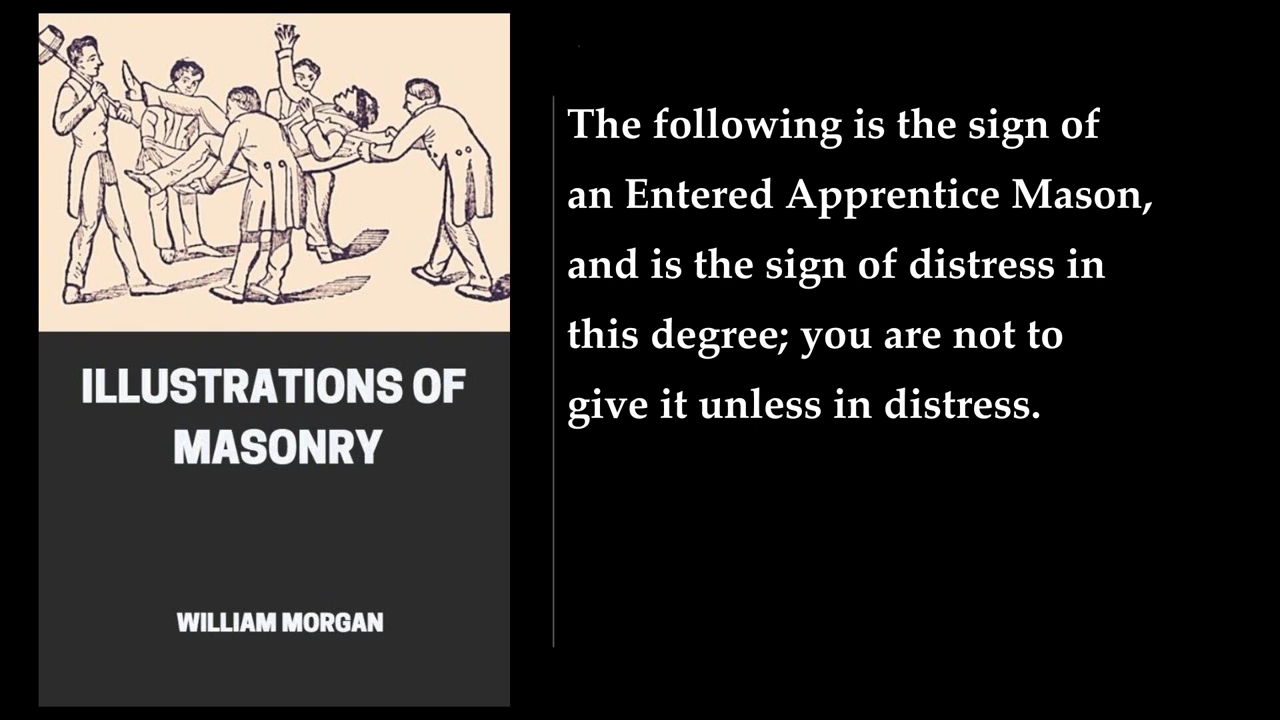 ILLUSTRATIONS OF
MASONRY
WILLIAM MORGAN
The following is the sign of
an Entered Apprentice Mason,
and is the sign of distress in
this degree; you are not to
give it unless in distress.